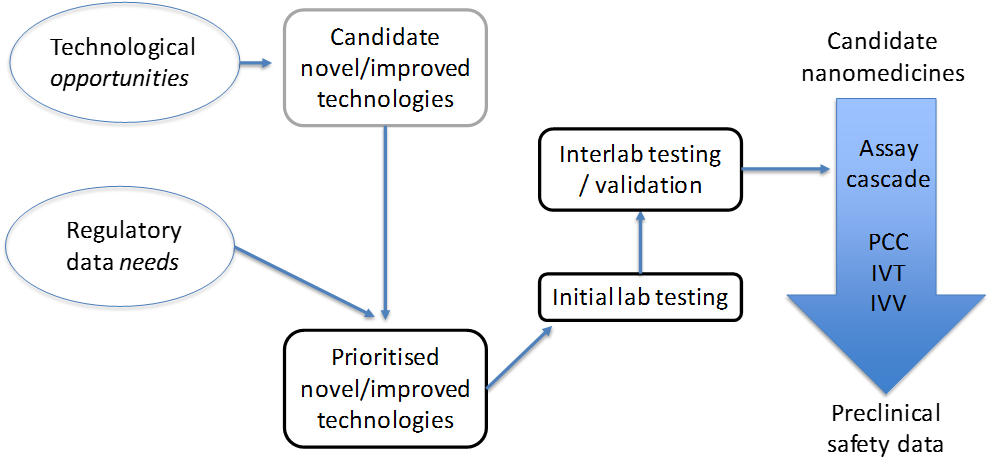 Technological
opportunities
Candidate
novel/improved
technologies
Regulatory
data needs
Prioritised
novel/improved
technologies
Initial lab testing
Interlab testing
/ validation
Candidate
nanomedicines
Assay
cascade
PCC
IVT
IVV
Preclinical
safety data